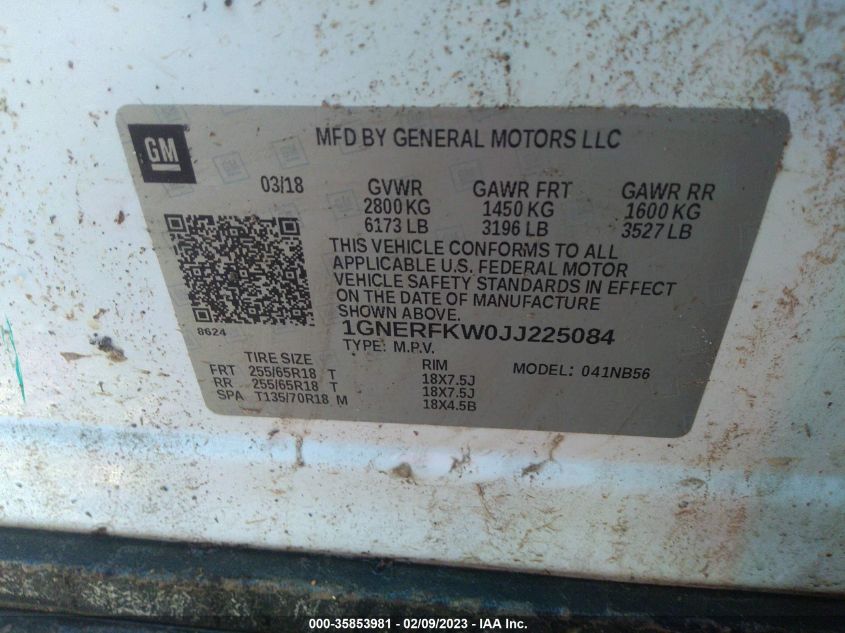 GM
MFD BY GENERAL MOTORS LLC
03/18 GVWR GAWR FRT GAWR RR
2800 KG 1450 KG 1600 KG
6173 LB 3196 LB 3527 LB
THIS VEHICLE CONFORMS TO ALL
APPLICABLE U.S. FEDERAL MOTOR
VEHICLE SAFETY STANDARDS IN EFFECT
ON THE DATE OF MANUFACTURE
SHOWN ABOVE.
8624
1GNERFKW0JJ225084
TYPE: M.P.V.
TIRE SIZE RIM MODEL: 041NB56
FRT 255/65R18 T 18X7.5J
RR 255/65R18 T 18X7.5J
SPA T135/70R18 M 18X4.5B
000-35853981 - 02/09/2023 - IAA Inc.